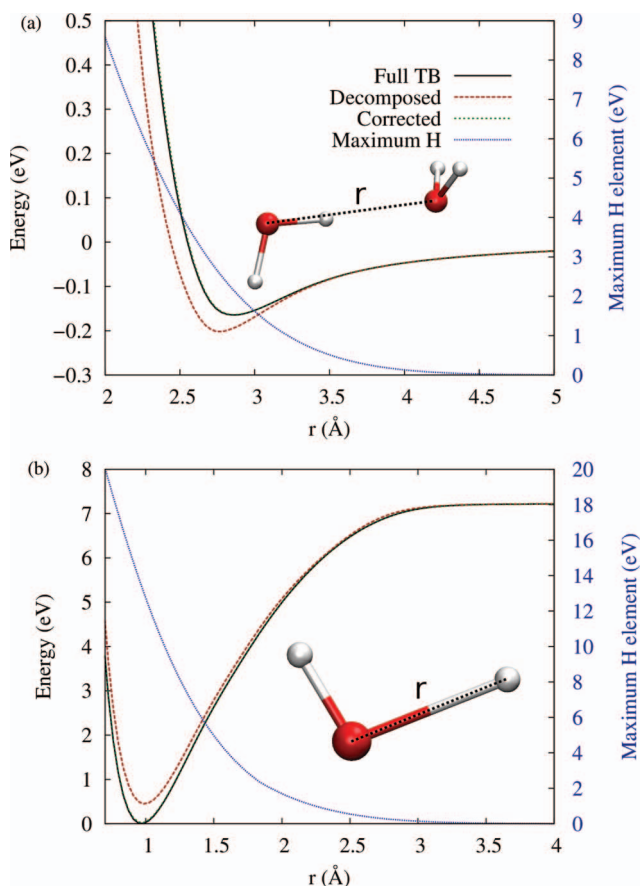 (a)
0.5
0.4
0.3
0.2
0.1
0
−0.1
−0.2
−0.3
Energy (eV)
Full TB
Decomposed
Corrected
Maximum H
r
9
8
7
6
5
4
3
2
1
0
Maximum H element (eV)
2 2.5 3 3.5 4 4.5 5
r (Å)
(b)
8
7
6
5
4
3
2
1
0
Energy (eV)
r
20
18
16
14
12
10
8
6
4
2
0
Maximum H element (eV)
1 1.5 2 2.5 3 3.5 4
r (Å)